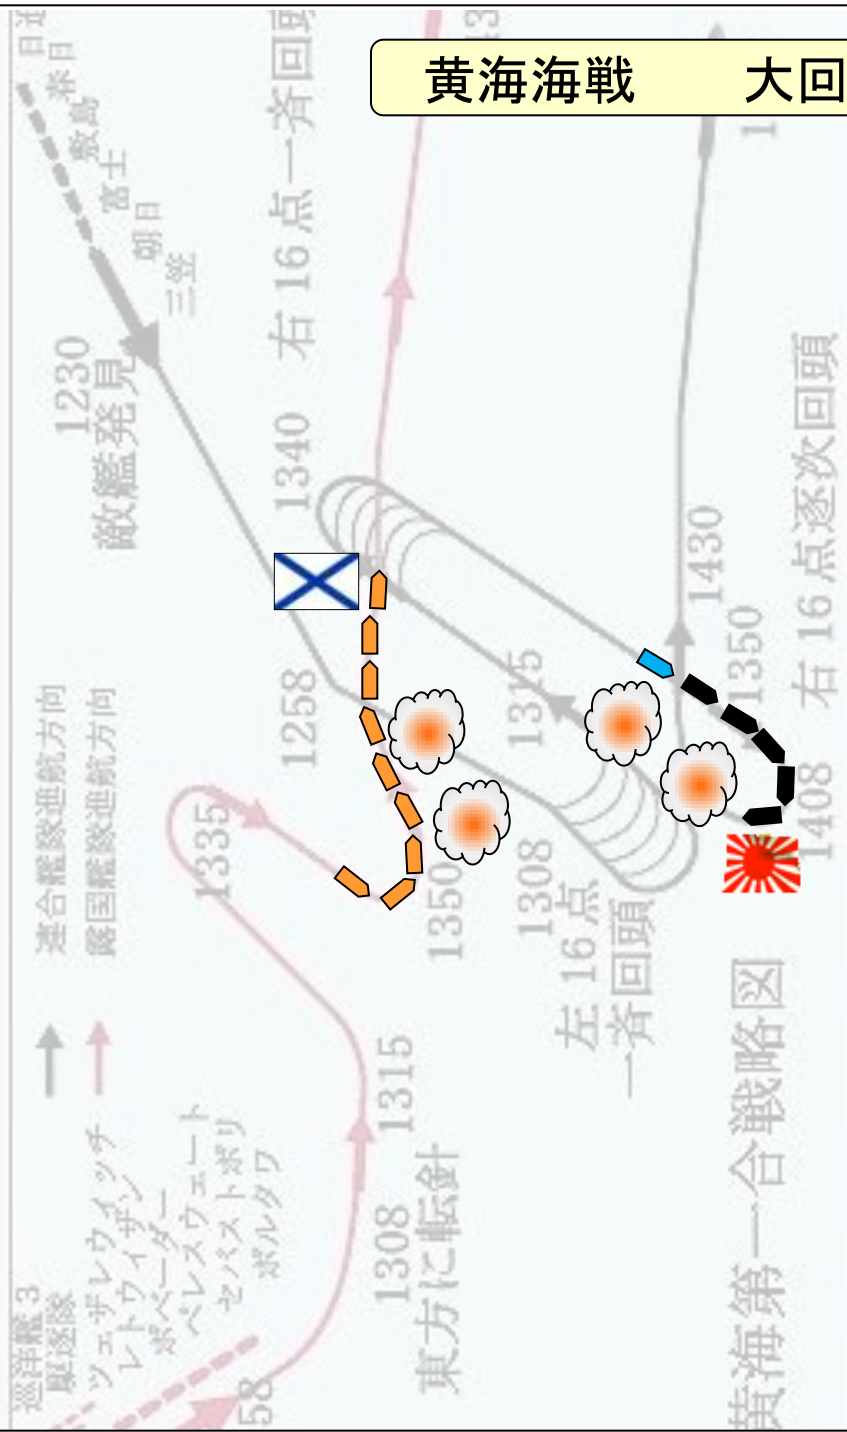 黄海海戦　　大回
日進
春日
敷島
富士
朝日
三笠
1230
敵艦発見
1258
1340
右 16 点一斉回頭
1315
1430
1350
右 16 点逐次回頭
1408
1308
左 16 点
一斉回頭
1335
1350
連合艦隊進航方向
露国艦隊進航方向
1315
1308
東方に転針
58
巡洋艦 3
駆逐隊
ツェザレウイッチ
レトウィザン
ポベーダー
ペレスウェート
セバストポリ
ポルタワ
黄海第一合戦略図